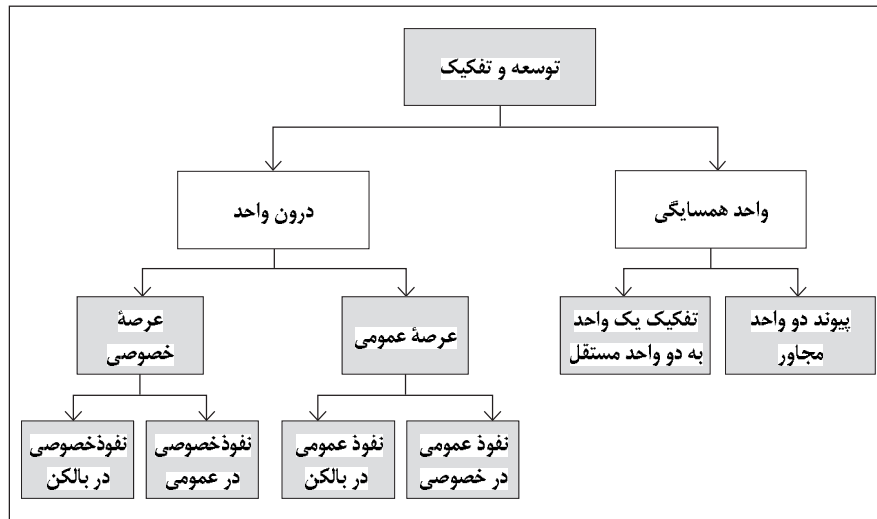 توسعه و تفکیک
واحد همسایگی
درون واحد
پیوند دو واحد
مجاور
تفکیک یک واحد
به دو واحد مستقل
عرصهٔ عمومی
عرصهٔ
خصوصی
نفوذ عمومی
در خصوصی
نفوذ عمومی
در بالکن
نفوذخصوصی
در عمومی
نفوذخصوصی
در بالکن